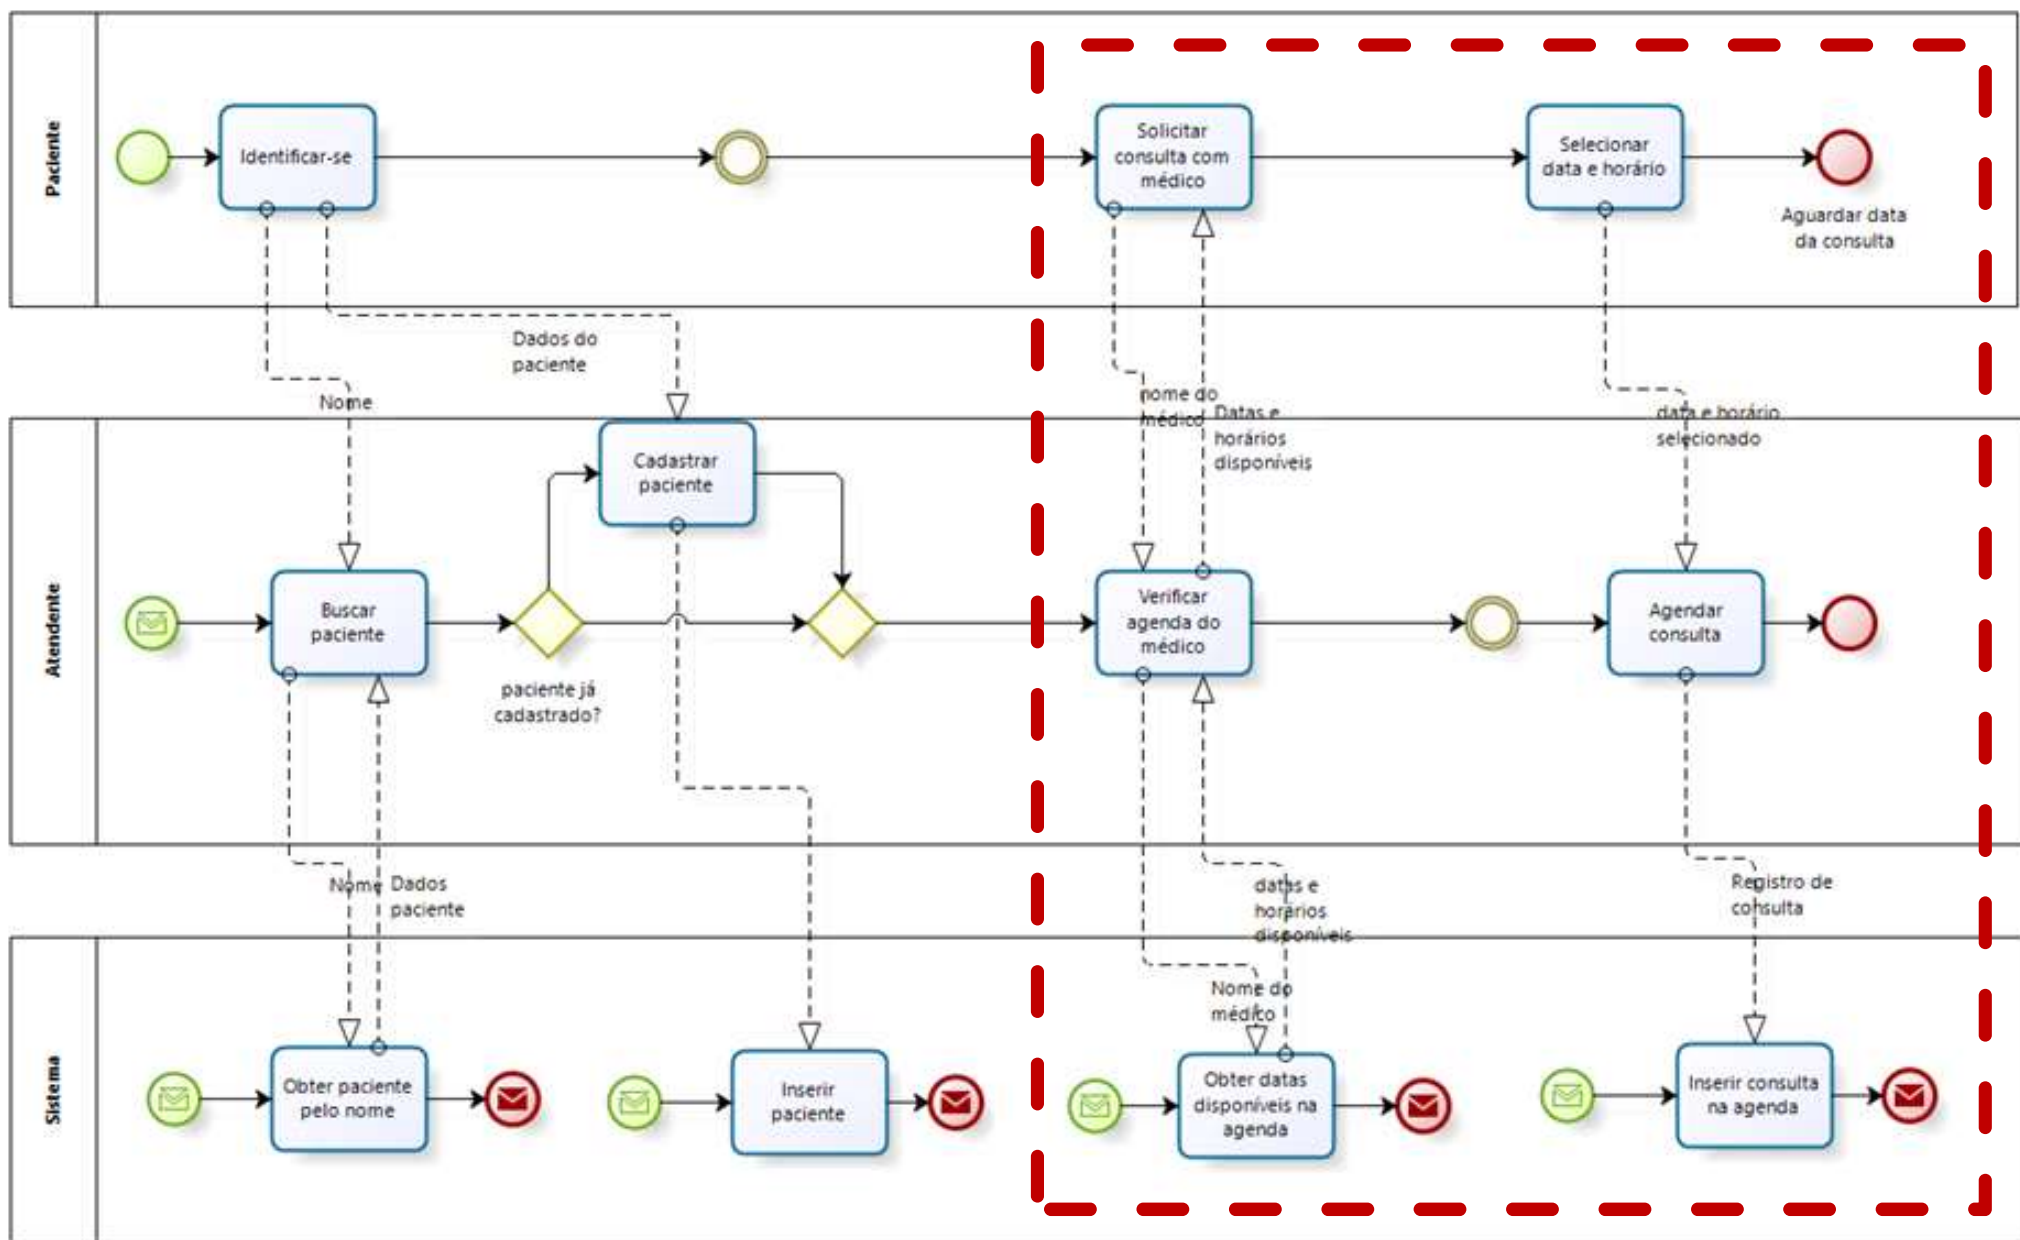 Paciente
Identificar-se
Solicitar
consulta com
médico
Selecionar
data e horário
Aguardar data
da consulta
Dados do
paciente
Nome
nome do
médico
Datas e
horários
disponíveis
data e horário
selecionado
Atendente
Cadastrar
paciente
Buscar
paciente
paciente já
cadastrado?
Verificar
agenda do
médico
Agendar
consulta
Nome
Dados
paciente
datas e
horários
disponíveis
Registro de
consulta
Nome do
médico
Sistema
Obter paciente
pelo nome
Inserir
paciente
Obter datas
disponíveis na
agenda
Inserir consulta
na agenda